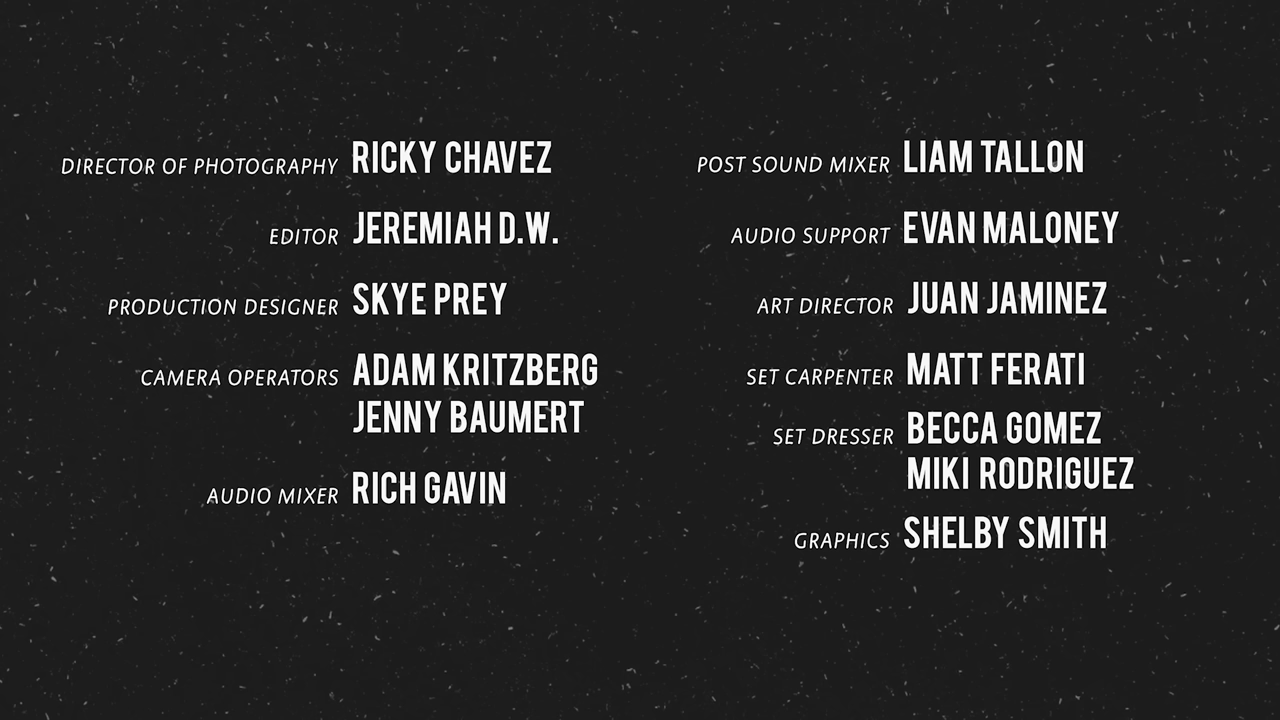 DIRECTOR OF PHOTOGRAPHY RICKY CHAVEZ
EDITOR JEREMIAH D.W.
PRODUCTION DESIGNER SKYE PREY
CAMERA OPERATORS ADAM KRITZBERG
JENNY BAUMERT
AUDIO MIXER RICH GAVIN
POST SOUND MIXER LIAM TALLON
AUDIO SUPPORT EVAN MALONEY
ART DIRECTOR JUAN JAMINEZ
SET CARPENTER MATT FERATI
SET DRESSER BECCA GOMEZ
MIKI RODRIGUEZ
GRAPHICS SHELBY SMITH